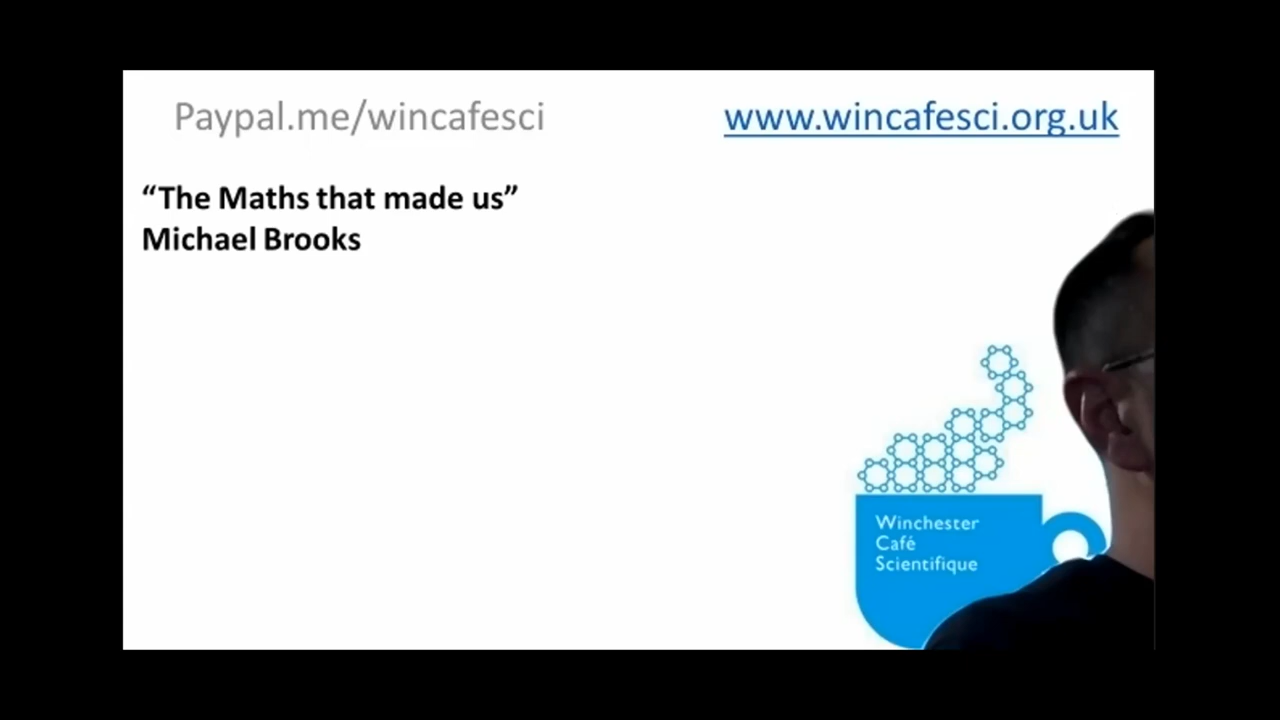 Paypal.me/wincafesci
www.wincafesci.org.uk
“The Maths that made us”
Michael Brooks
Winchester
Café
Scientifique